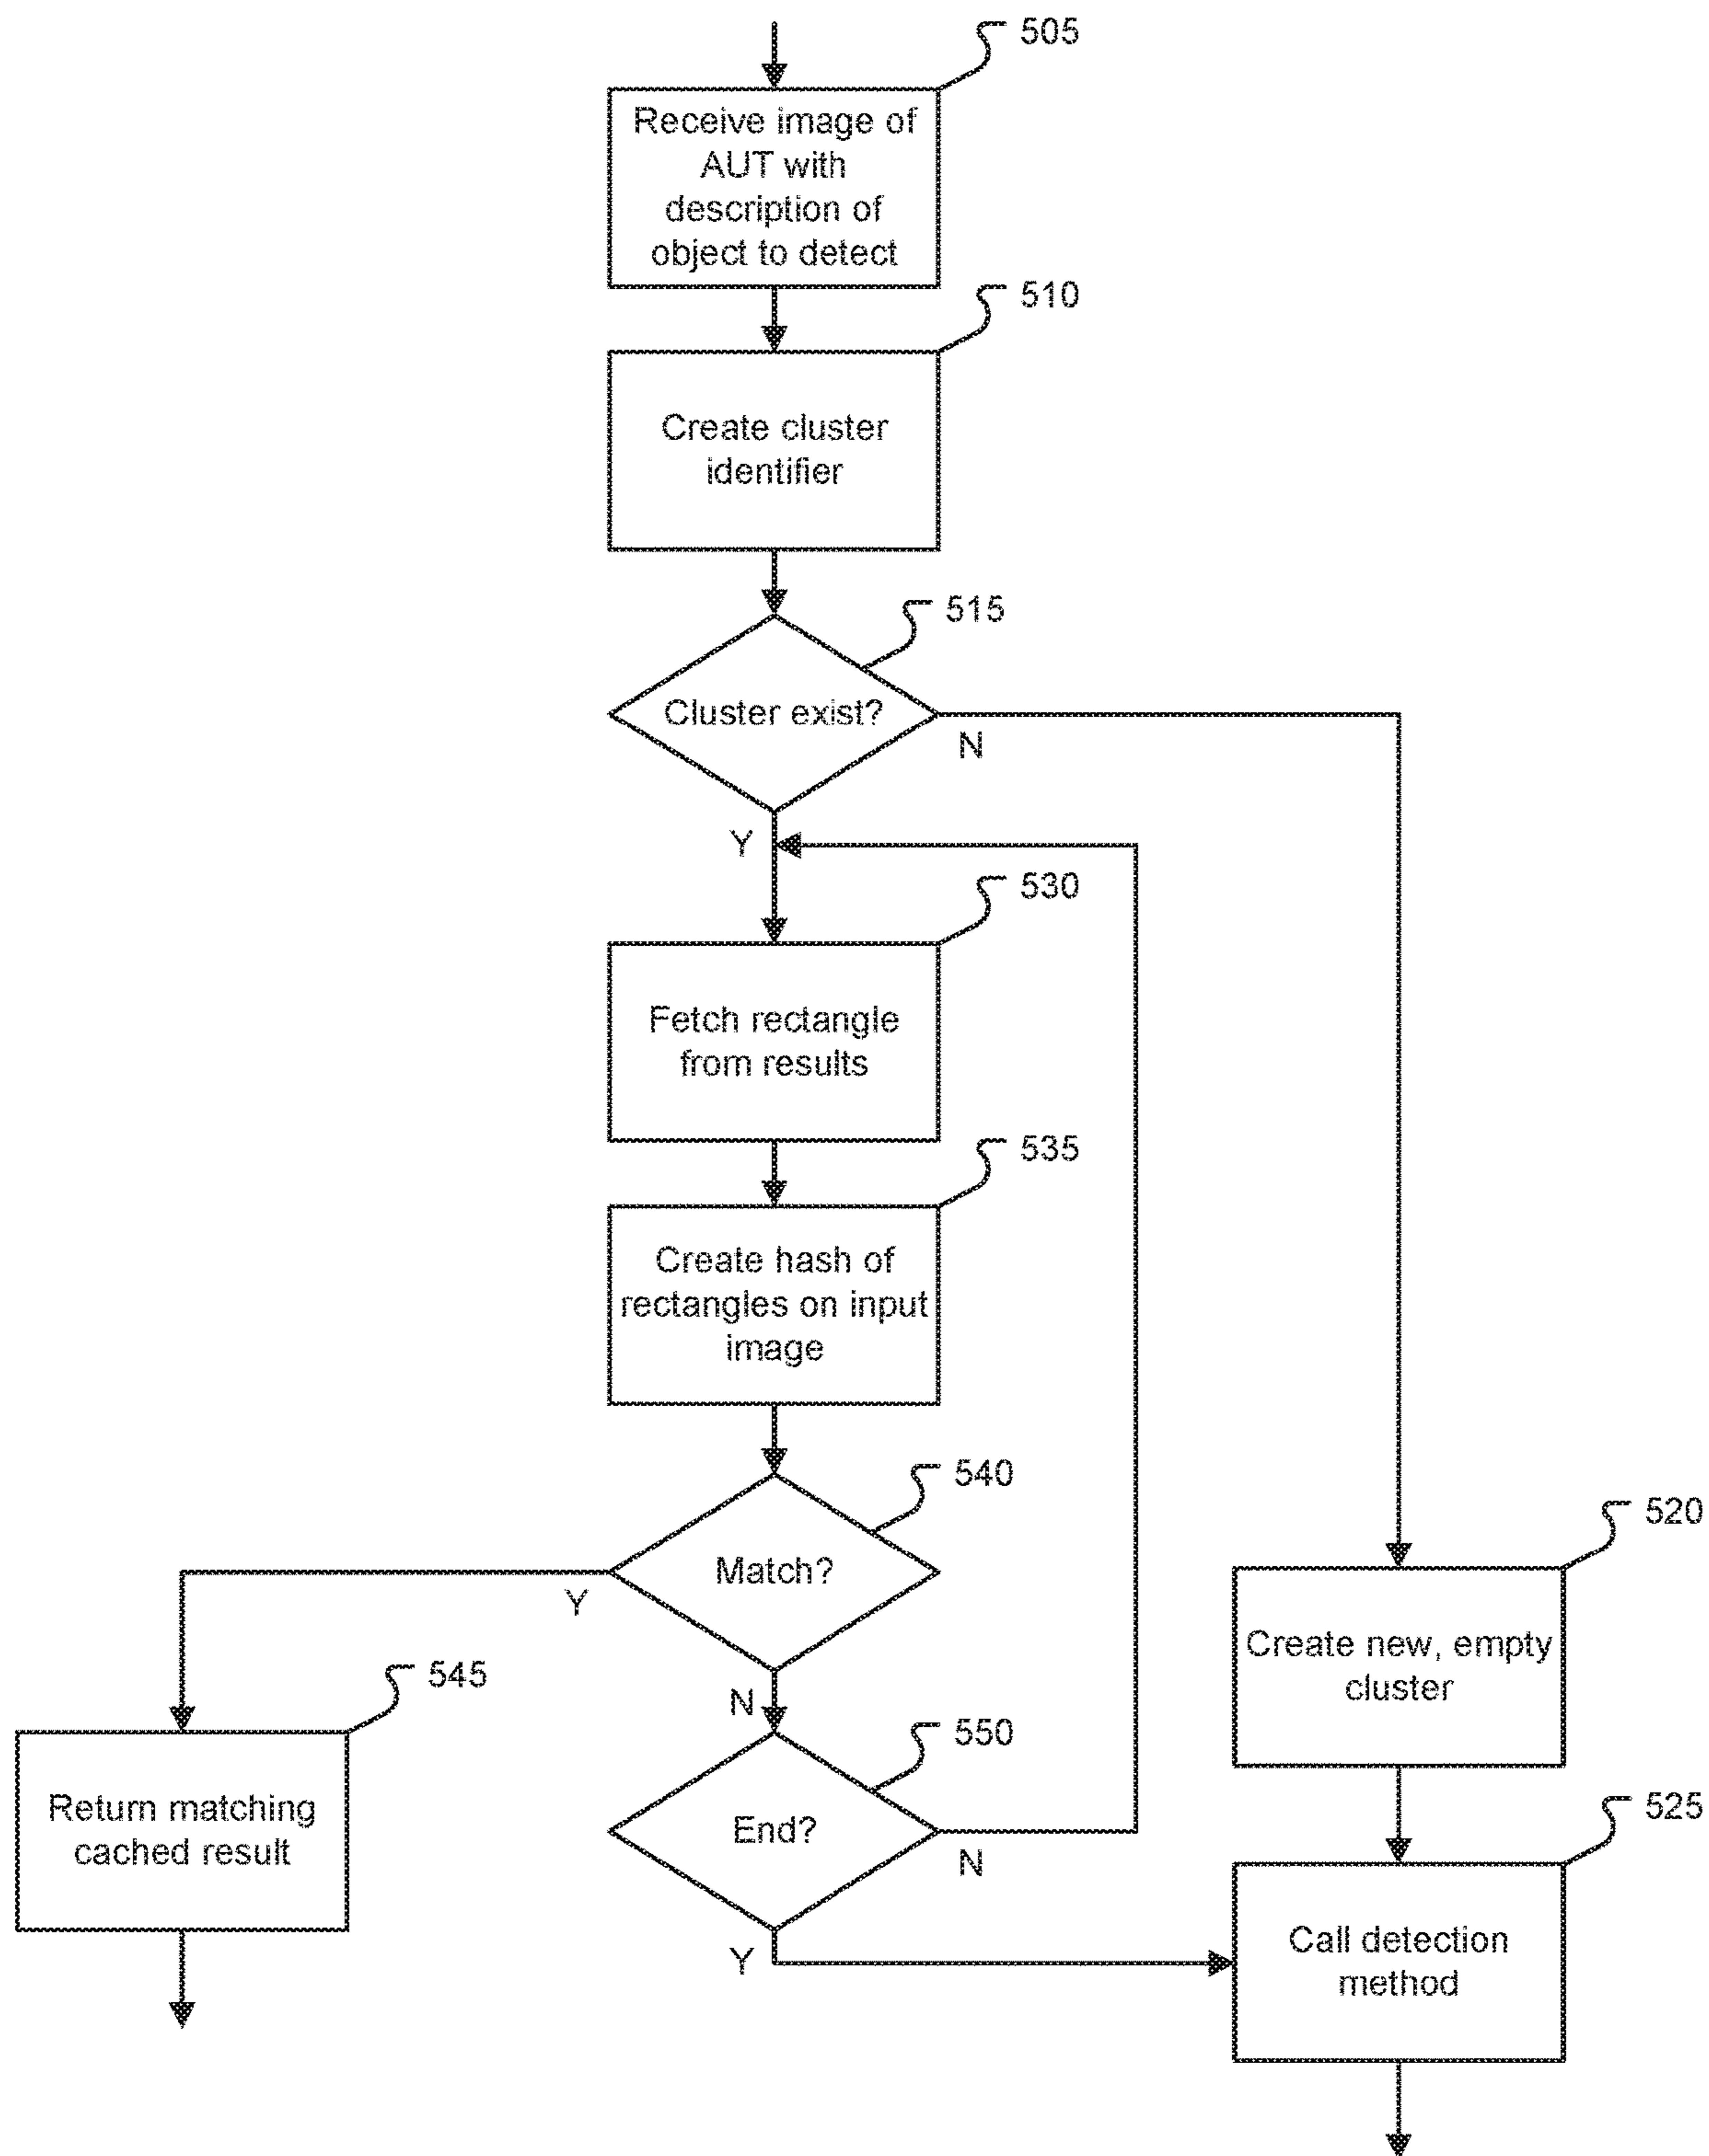 505
Receive image of
AUT with
description of
object to detect
510
Create cluster
identifier
515
Cluster exist?
N
Y
530
Fetch rectangle
from results
535
Create hash of
rectangles on input
image
540
Match?
Y
N
520
Create new, empty
cluster
545
Return matching
cached result
550
End?
N
Y
525
Call detection
method